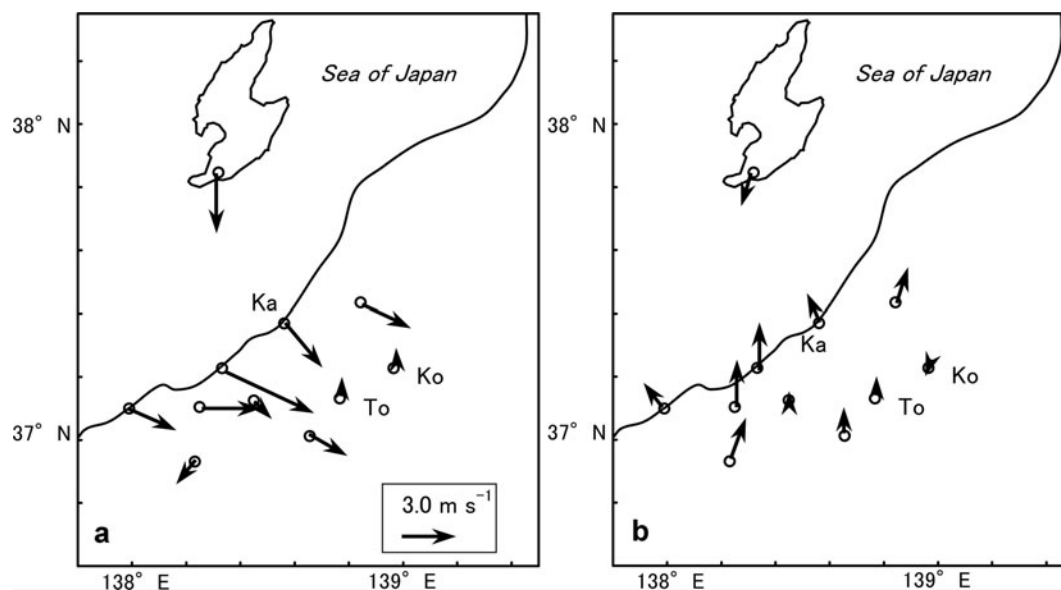 Sea of Japan
38° N
Ka
Ko
To
37° N
3.0 m s⁻¹
a
138° E
139° E
Sea of Japan
38° N
Ka
Ko
To
37° N
b
138° E
139° E